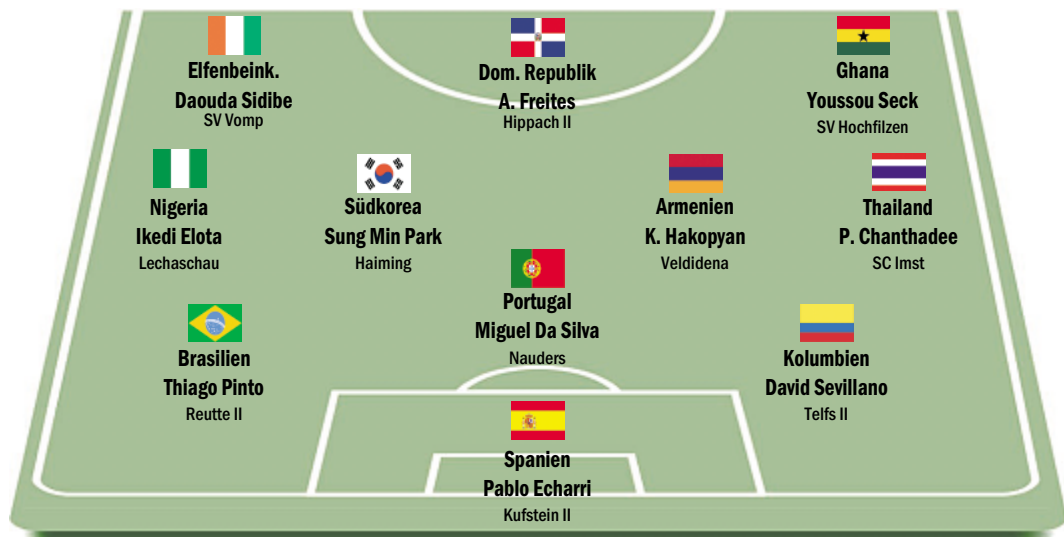 Elfenbeink.
Daouda Sidibe
SV Vomp
Dom. Republik
A. Freites
Hippach II
Ghana
Youssou Seck
SV Hochfilzen
Nigeria
Ikedi Elota
Lechaschau
Südkorea
Sung Min Park
Haiming
Armenien
K. Hakopyan
Veldidena
Thailand
P. Chanthadee
SC Imst
Portugal
Miguel Da Silva
Nauders
Brasilien
Thiago Pinto
Reutte II
Kolumbien
David Sevillano
Telfs II
Spanien
Pablo Echarri
Kufstein II